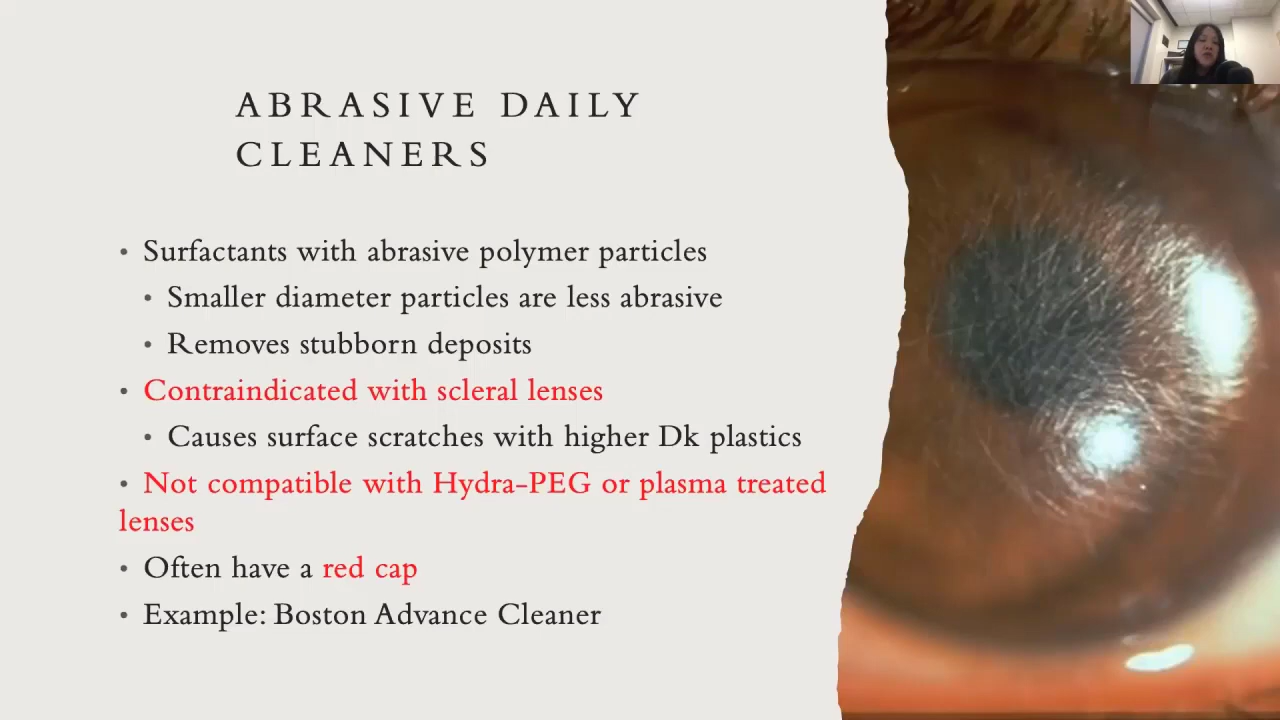 ABRASIVE DAILY
CLEANERS
• Surfactants with abrasive polymer particles
• Smaller diameter particles are less abrasive
• Removes stubborn deposits
• Contraindicated with scleral lenses
• Causes surface scratches with higher Dk plastics
• Not compatible with Hydra-PEG or plasma treated
lenses
• Often have a red cap
• Example: Boston Advance Cleaner